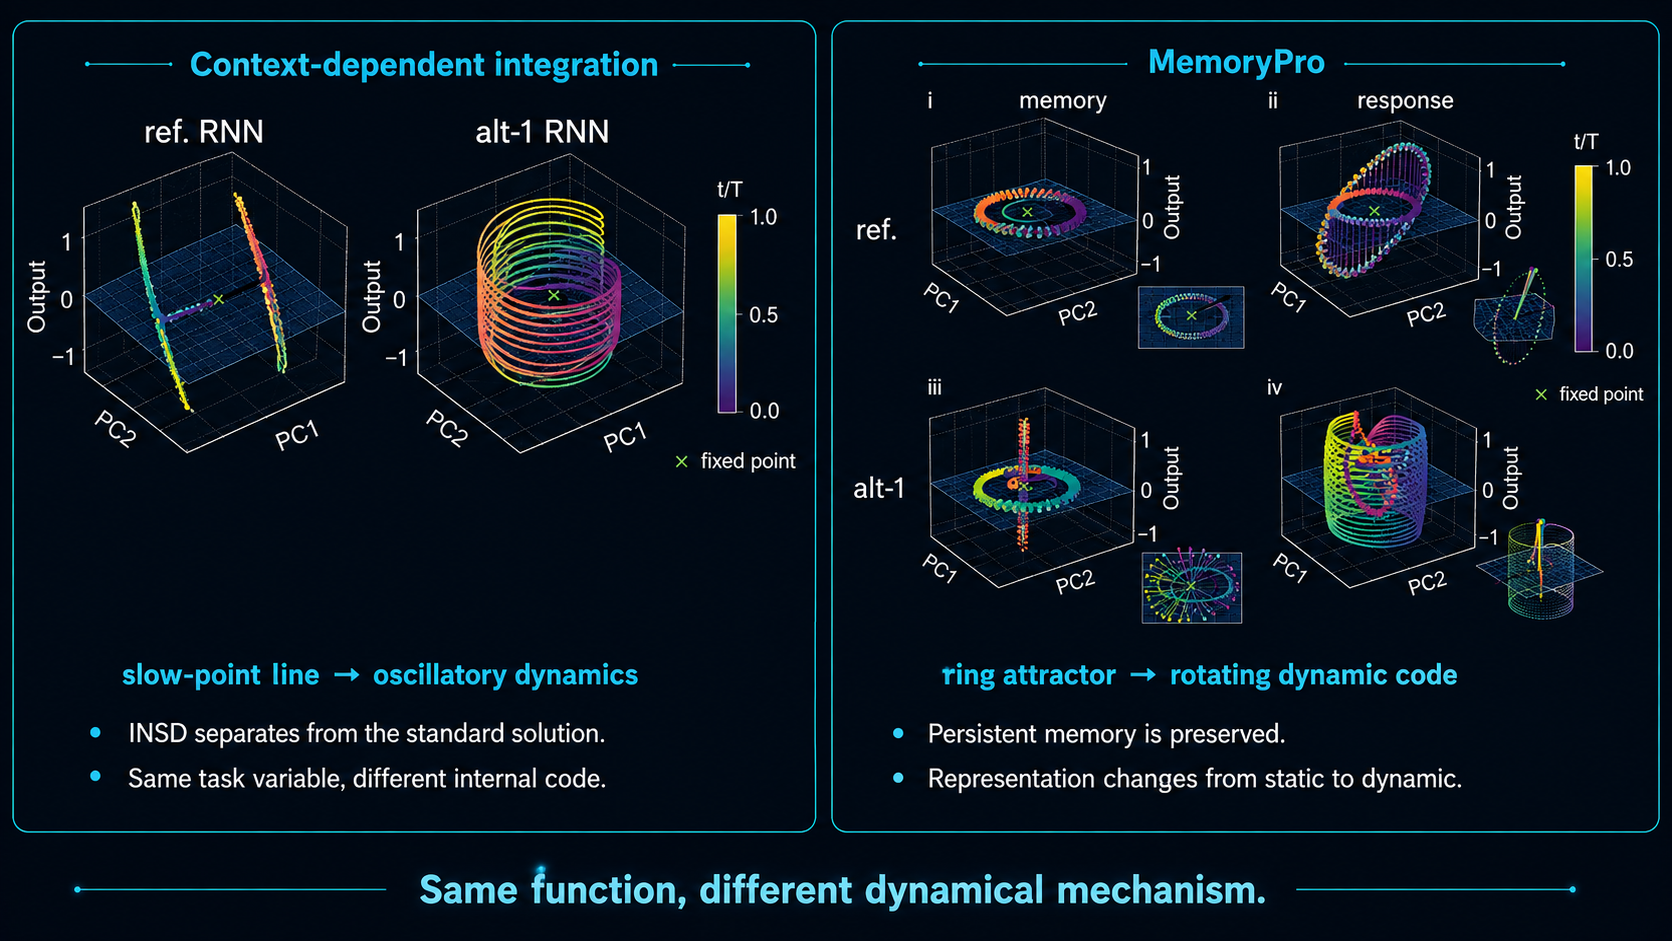 Context-dependent integration
ref. RNN
alt-1 RNN
t/T
1.0
0.5
0.0
Output
1
0
−1
PC2
PC1
Output
1
0
−1
PC2
PC1
× fixed point
slow-point line → oscillatory dynamics
• INSD separates from the standard solution.
• Same task variable, different internal code.
MemoryPro
i memory
ii response
t/T
1.0
0.5
0.0
× fixed point
ref.
1
0
−1
Output
PC1
PC2
1
0
−1
Output
PC1
PC2
iii
iv
alt-1
1
0
−1
Output
PC1
PC2
1
0
−1
Output
PC1
PC2
ring attractor → rotating dynamic code
• Persistent memory is preserved.
• Representation changes from static to dynamic.
Same function, different dynamical mechanism.